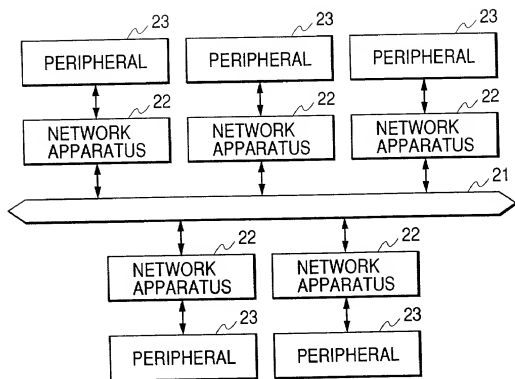 23 23 23
PERIPHERAL PERIPHERAL PERIPHERAL
22 22 22
NETWORK APPARATUS NETWORK APPARATUS NETWORK APPARATUS
21
22 22
NETWORK APPARATUS NETWORK APPARATUS
23 23
PERIPHERAL PERIPHERAL